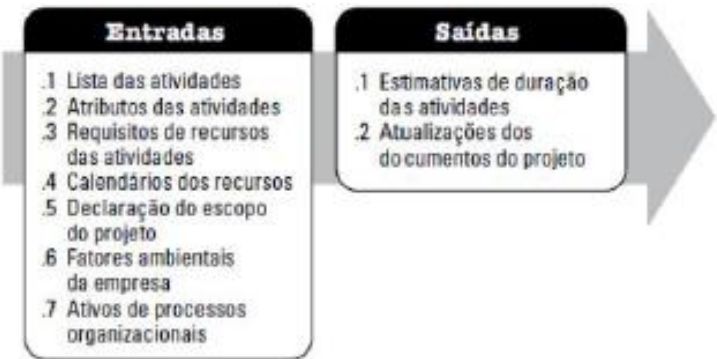 Entradas
.1 Lista das atividades
.2 Atributos das atividades
.3 Requisitos de recursos
das atividades
.4 Calendários dos recursos
.5 Declaração do escopo
do projeto
.6 Fatores ambientais
da empresa
.7 Ativos de processos
organizacionais
Saídas
.1 Estimativas de duração
das atividades
.2 Atualizações dos
documentos do projeto